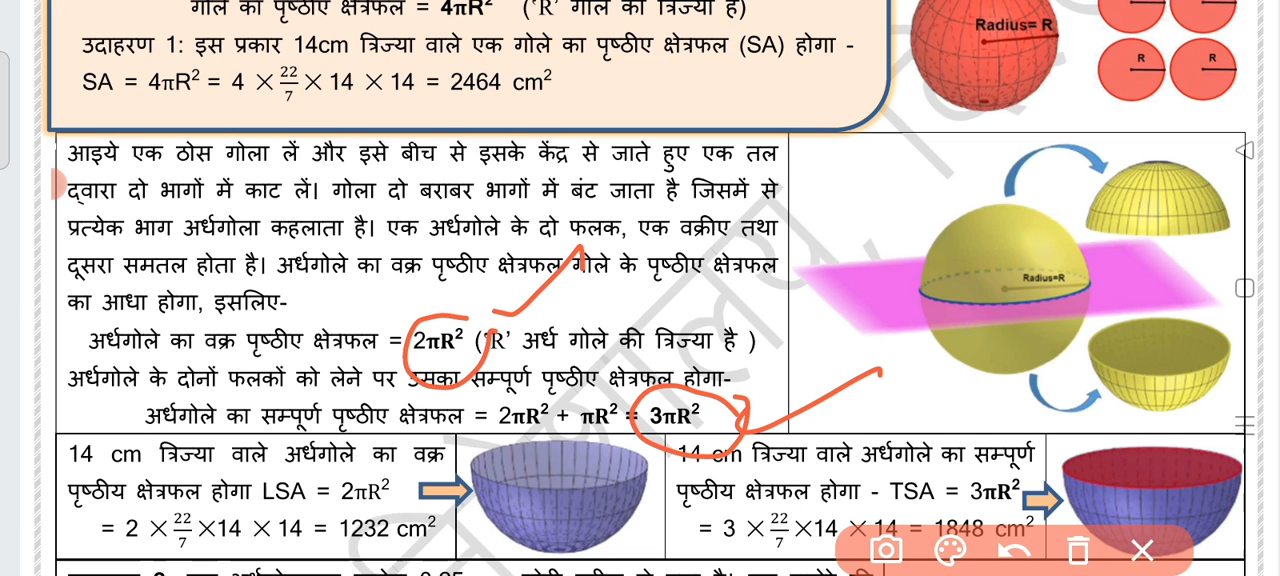 गोले का पृष्ठीए क्षेत्रफल = 4πR² ('R' गोले की त्रिज्या है)
उदाहरण 1: इस प्रकार 14cm त्रिज्या वाले एक गोले का पृष्ठीए क्षेत्रफल (SA) होगा -
SA = 4πR² = 4 × 22/7 × 14 × 14 = 2464 cm²
Radius= R
R
R
आइये एक ठोस गोला लें और इसे बीच से इसके केंद्र से जाते हुए एक तल
द्वारा दो भागों में काट लें। गोला दो बराबर भागों में बंट जाता है जिसमें से
प्रत्येक भाग अर्धगोला कहलाता है। एक अर्धगोले के दो फलक, एक वक्रीए तथा
दूसरा समतल होता है। अर्धगोले का वक्र पृष्ठीए क्षेत्रफल गोले के पृष्ठीए क्षेत्रफल
का आधा होगा, इसलिए-
अर्धगोले का वक्र पृष्ठीए क्षेत्रफल = 2πR² ('R' अर्ध गोले की त्रिज्या है )
अर्धगोले के दोनों फलकों को लेने पर उसका सम्पूर्ण पृष्ठीए क्षेत्रफल होगा-
अर्धगोले का सम्पूर्ण पृष्ठीए क्षेत्रफल = 2πR² + πR² = 3πR²
Radius=R
14 cm त्रिज्या वाले अर्धगोले का वक्र
पृष्ठीय क्षेत्रफल होगा LSA = 2πR²
= 2 × 22/7 ×14 × 14 = 1232 cm²
14 cm त्रिज्या वाले अर्धगोले का सम्पूर्ण
पृष्ठीय क्षेत्रफल होगा - TSA = 3πR²
= 3 × 22/7 ×14 × 14 = 1848 cm²